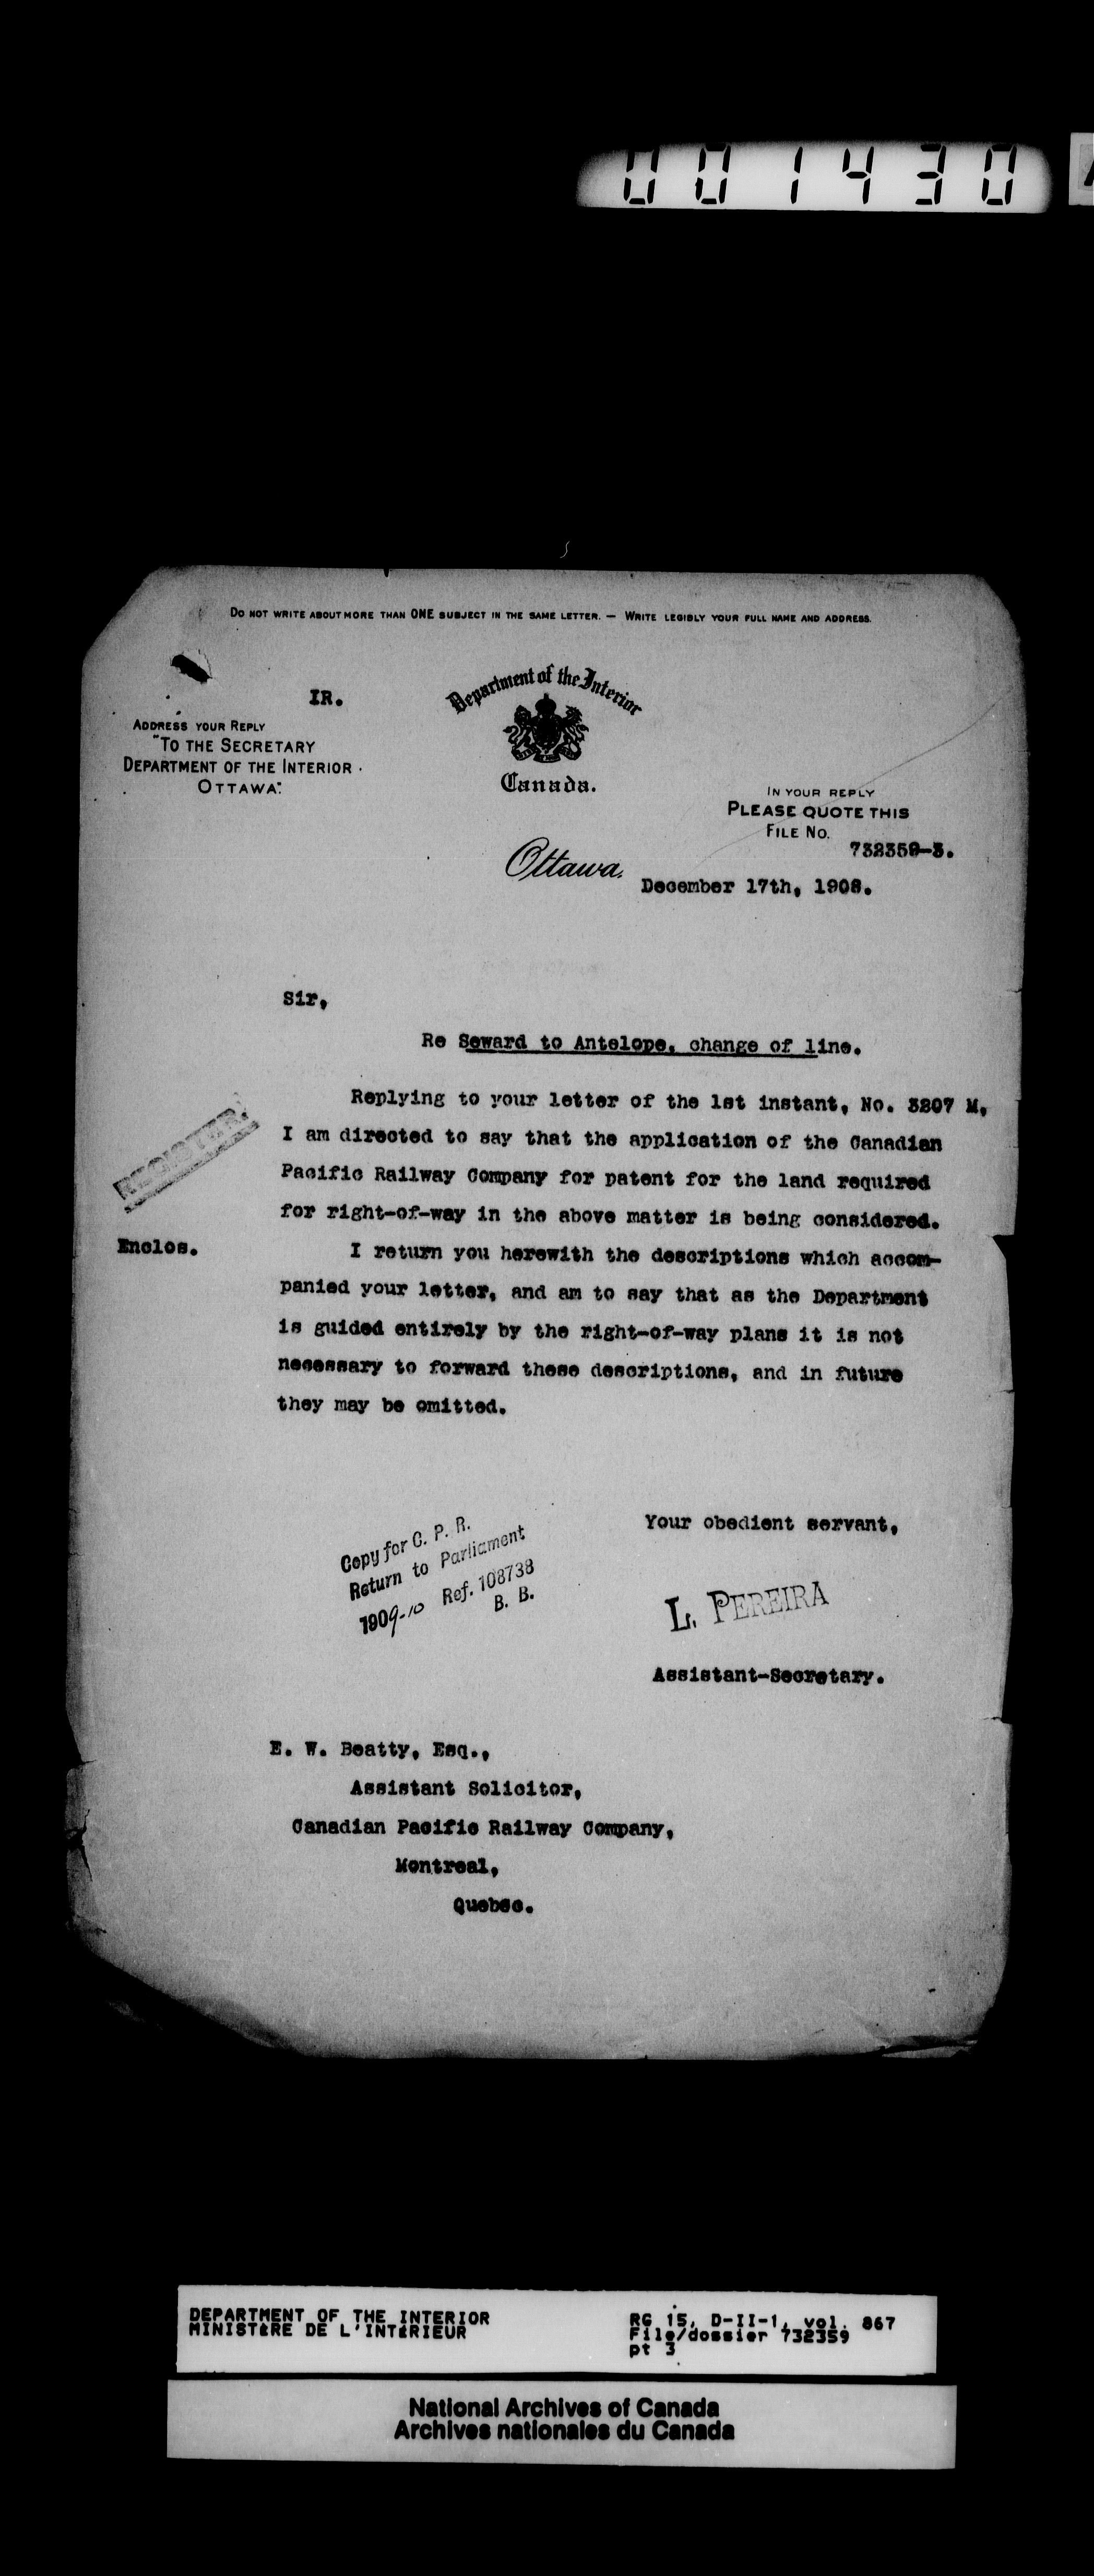 001430
DO NOT WRITE ABOUT MORE THAN ONE SUBJECT IN THE SAME LETTER. — WRITE LEGIBLY YOUR FULL NAME AND ADDRESS.
IR.
Department of the Interior
Canada.
ADDRESS YOUR REPLY
"TO THE SECRETARY
DEPARTMENT OF THE INTERIOR
OTTAWA."
IN YOUR REPLY
PLEASE QUOTE THIS
FILE NO.
732359-3.
Ottawa,
December 17th, 1908.
Sir,
Re Seward to Antelope, change of line.
Replying to your letter of the 1st instant, No. 3207 M,
I am directed to say that the application of the Canadian
Pacific Railway Company for patent for the land required
for right-of-way in the above matter is being considered.
REGISTER.
Enclos.
I return you herewith the descriptions which accom-
panied your letter, and am to say that as the Department
is guided entirely by the right-of-way plans it is not
necessary to forward these descriptions, and in future
they may be omitted.
Your obedient servant,
Copy for C. P. R.
Return to Parliament
1909-10 Ref. 108738
B. B.
L. PEREIRA
Assistant-Secretary.
E. W. Beatty, Esq.,
Assistant Solicitor,
Canadian Pacific Railway Company,
Montreal,
Quebec.
DEPARTMENT OF THE INTERIOR
MINISTÈRE DE L'INTÉRIEUR
RG 15, D-II-1, vol. 867
File/dossier 732359
pt 3
National Archives of Canada
Archives nationales du Canada